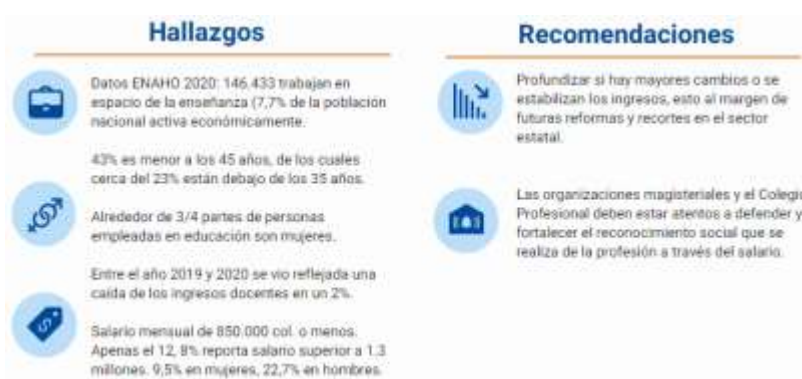 Hallazgos
Datos ENAHO 2020: 146.433 trabajan en
espacio de la enseñanza (7,7% de la población
nacional activa económicamente.
43% es menor a los 45 años, de los cuales
cerca del 23% están debajo de los 35 años.
Alrededor de 3/4 partes de personas
empleadas en educación son mujeres.
Entre el año 2019 y 2020 se vio reflejada una
caída de los ingresos docentes en un 2%.
Salario mensual de 850.000 col. o menos.
Apenas el 12, 8% reporta salario superior a 1.3
millones. 9,5% en mujeres, 22,7% en hombres.
Recomendaciones
Profundizar si hay mayores cambios o se
estabilizan los ingresos, esto al margen de
futuras reformas y recortes en el sector
estatal.
Las organizaciones magisteriales y el Colegio
Profesional deben estar atentos a defender y
fortalecer el reconocimiento social que se
realiza de la profesión a través del salario.